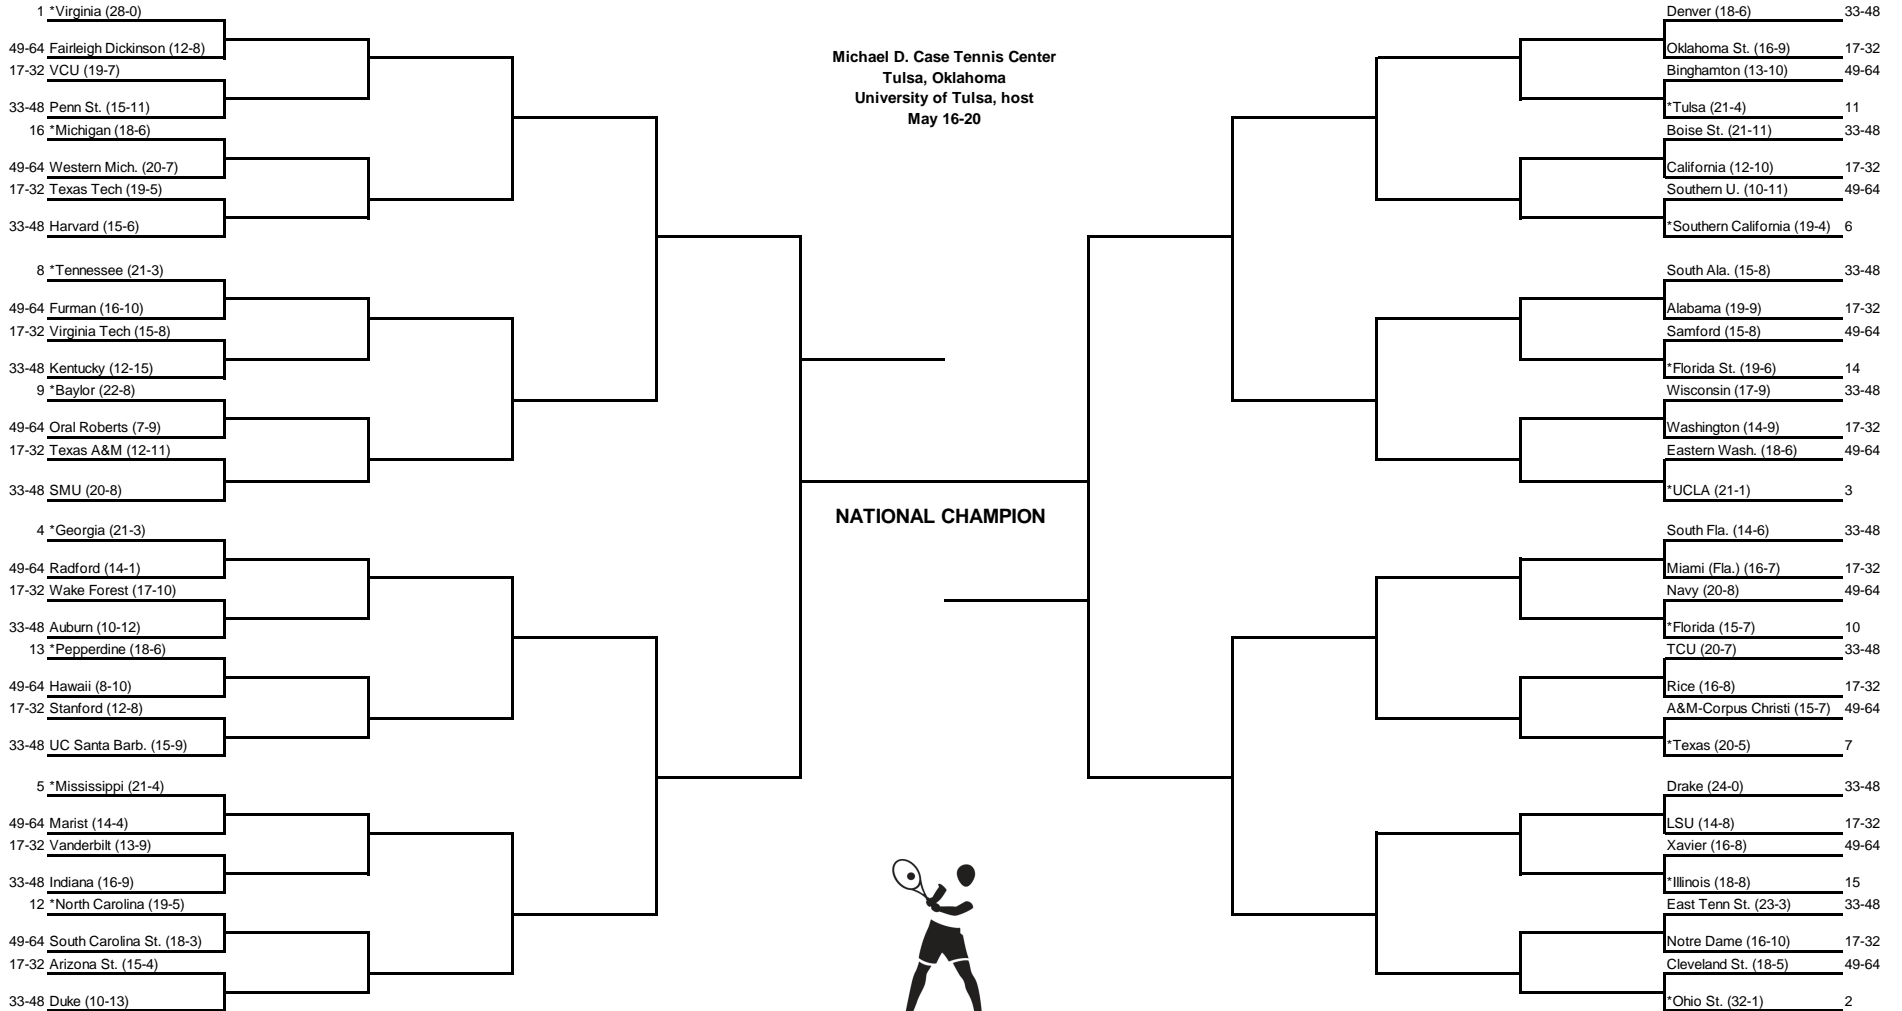 1 *Virginia (28-0)
49-64 Fairleigh Dickinson (12-8)
17-32 VCU (19-7)
33-48 Penn St. (15-11)
16 *Michigan (18-6)
49-64 Western Mich. (20-7)
17-32 Texas Tech (19-5)
33-48 Harvard (15-6)
8 *Tennessee (21-3)
49-64 Furman (16-10)
17-32 Virginia Tech (15-8)
33-48 Kentucky (12-15)
9 *Baylor (22-8)
49-64 Oral Roberts (7-9)
17-32 Texas A&M (12-11)
33-48 SMU (20-8)
4 *Georgia (21-3)
49-64 Radford (14-1)
17-32 Wake Forest (17-10)
33-48 Auburn (10-12)
13 *Pepperdine (18-6)
49-64 Hawaii (8-10)
17-32 Stanford (12-8)
33-48 UC Santa Barb. (15-9)
5 *Mississippi (21-4)
49-64 Marist (14-4)
17-32 Vanderbilt (13-9)
33-48 Indiana (16-9)
12 *North Carolina (19-5)
49-64 South Carolina St. (18-3)
17-32 Arizona St. (15-4)
33-48 Duke (10-13)
Michael D. Case Tennis Center
Tulsa, Oklahoma
University of Tulsa, host
May 16-20
NATIONAL CHAMPION
Denver (18-6) 33-48
Oklahoma St. (16-9) 17-32
Binghamton (13-10) 49-64
*Tulsa (21-4) 11
Boise St. (21-11) 33-48
California (12-10) 17-32
Southern U. (10-11) 49-64
*Southern California (19-4) 6
South Ala. (15-8) 33-48
Alabama (19-9) 17-32
Samford (15-8) 49-64
*Florida St. (19-6) 14
Wisconsin (17-9) 33-48
Washington (14-9) 17-32
Eastern Wash. (18-6) 49-64
*UCLA (21-1) 3
South Fla. (14-6) 33-48
Miami (Fla.) (16-7) 17-32
Navy (20-8) 49-64
*Florida (15-7) 10
TCU (20-7) 33-48
Rice (16-8) 17-32
A&M-Corpus Christi (15-7) 49-64
*Texas (20-5) 7
Drake (24-0) 33-48
LSU (14-8) 17-32
Xavier (16-8) 49-64
*Illinois (18-8) 15
East Tenn St. (23-3) 33-48
Notre Dame (16-10) 17-32
Cleveland St. (18-5) 49-64
*Ohio St. (32-1) 2